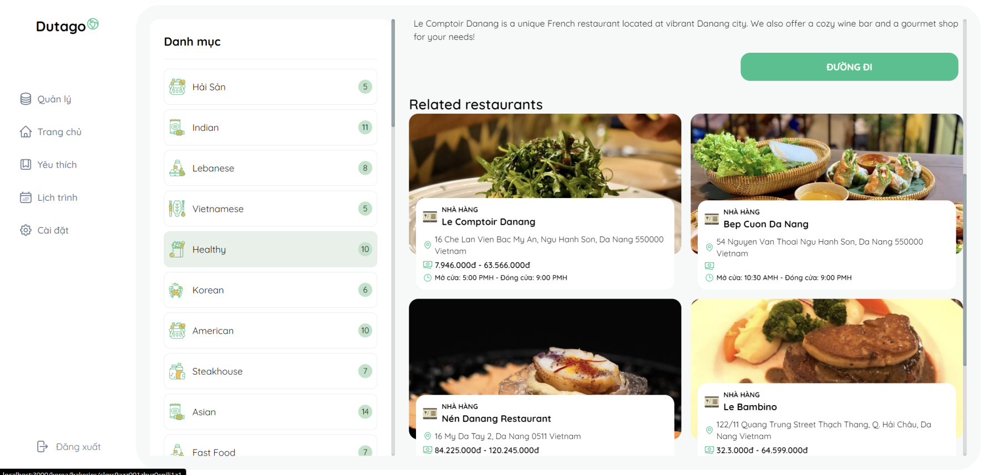 Dutago
Quản lý
Trang chủ
Yêu thích
Lịch trình
Cài đặt
Đăng xuất
Danh mục
Hải Sản 5
Indian 11
Lebanese 8
Vietnamese 5
Healthy 10
Korean 6
American 10
Steakhouse 7
Asian 14
Fast Food 7
Le Comptoir Danang is a unique French restaurant located at vibrant Danang city. We also offer a cozy wine bar and a gourmet shop
for your needs!
ĐƯỜNG ĐI
Related restaurants
NHÀ HÀNG
Le Comptoir Danang
16 Che Lan Vien Bac My An, Ngu Hanh Son, Da Nang 550000
Vietnam
7.946.000đ - 63.566.000đ
Mở cửa: 5:00 PMH - Đóng cửa: 9:00 PMH
NHÀ HÀNG
Bep Cuon Da Nang
54 Nguyen Van Thoai Ngu Hanh Son, Da Nang 550000
Vietnam
Mở cửa: 10:30 AMH - Đóng cửa: 9:00 PMH
NHÀ HÀNG
Nén Danang Restaurant
16 My Da Tay 2, Da Nang 0511 Vietnam
84.225.000đ - 120.245.000đ
NHÀ HÀNG
Le Bambino
122/11 Quang Trung Street Thạch Thang, Q. Hải Châu, Da
Nang Vietnam
32.3.000đ - 64.599.000đ